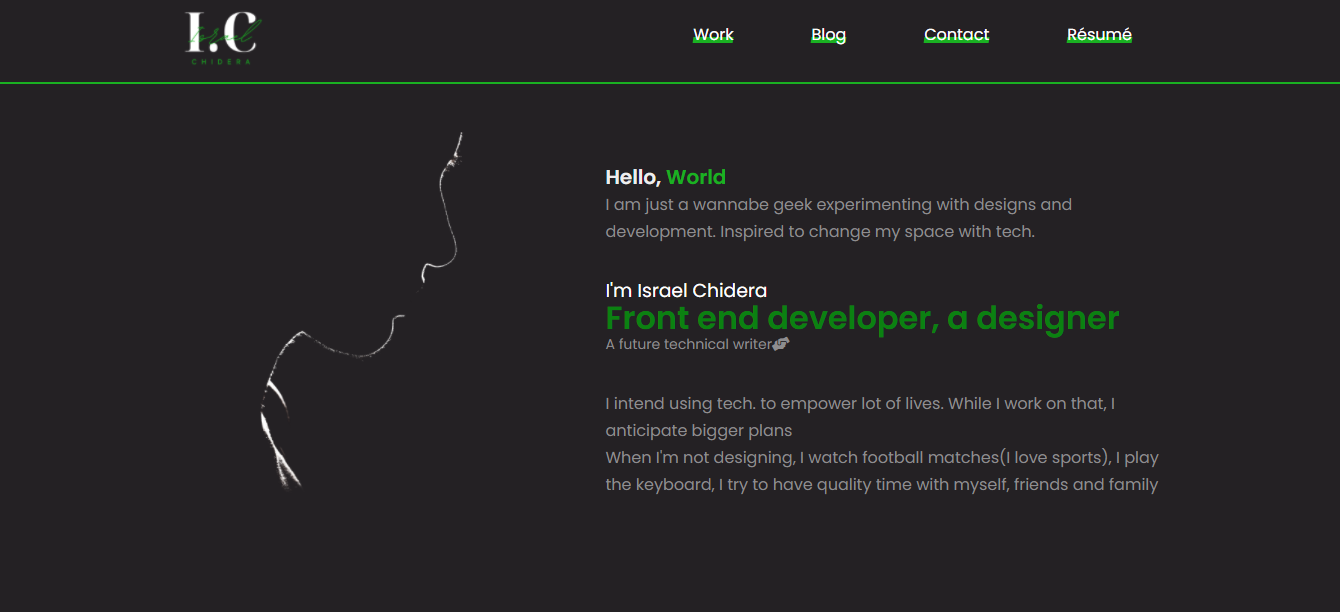 I.C
Israel
CHIDERA
Work Blog Contact Résumé
Hello, World
I am just a wannabe geek experimenting with designs and
development. Inspired to change my space with tech.
I'm Israel Chidera
Front end developer, a designer
A future technical writer
I intend using tech. to empower lot of lives. While I work on that, I
anticipate bigger plans
When I'm not designing, I watch football matches(I love sports), I play
the keyboard, I try to have quality time with myself, friends and family